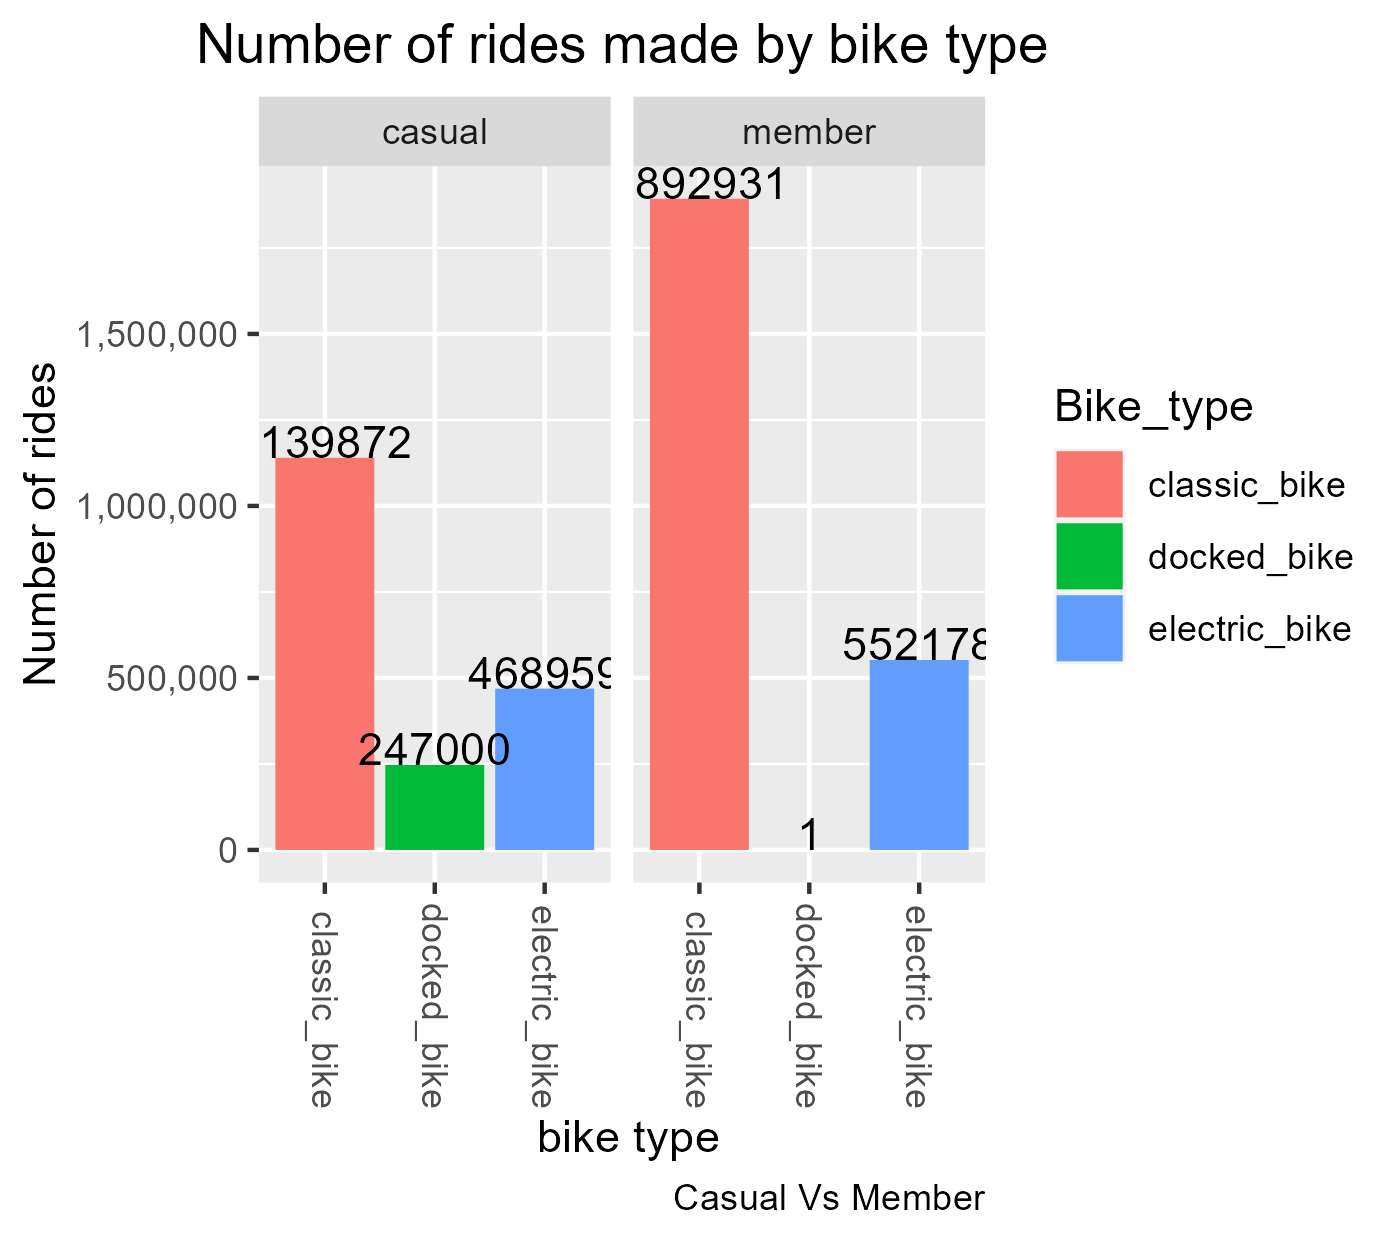 Number of rides made by bike type
casual
member
892931
139872
468959
247000
552178
1
1,500,000
1,000,000
500,000
0
Number of rides
classic_bike
docked_bike
electric_bike
classic_bike
docked_bike
electric_bike
bike type
Casual Vs Member
Bike_type
classic_bike
docked_bike
electric_bike